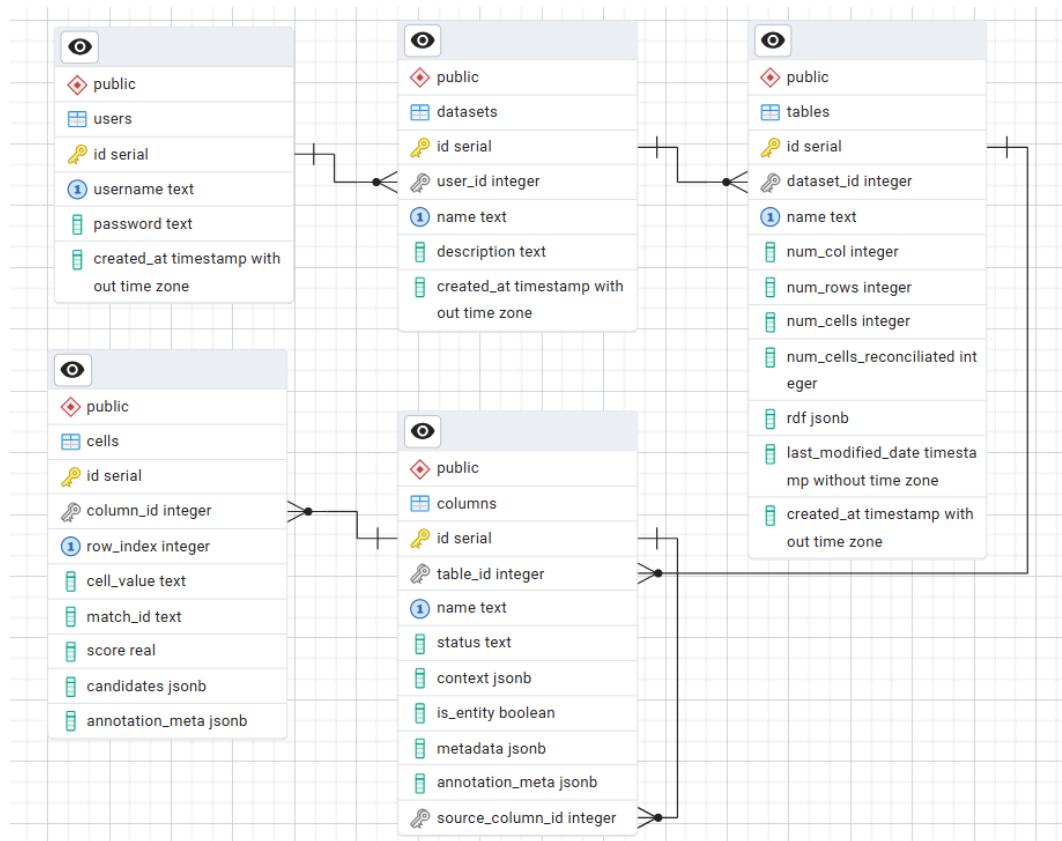 public
users
id serial
1 username text
password text
created_at timestamp with
out time zone
public
datasets
id serial
user_id integer
1 name text
description text
created_at timestamp with
out time zone
public
tables
id serial
dataset_id integer
1 name text
num_col integer
num_rows integer
num_cells integer
num_cells_reconciliated int
eger
rdf jsonb
last_modified_date timesta
mp without time zone
created_at timestamp with
out time zone
public
cells
id serial
column_id integer
1 row_index integer
cell_value text
match_id text
score real
candidates jsonb
annotation_meta jsonb
public
columns
id serial
table_id integer
1 name text
status text
context jsonb
is_entity boolean
metadata jsonb
annotation_meta jsonb
source_column_id integer